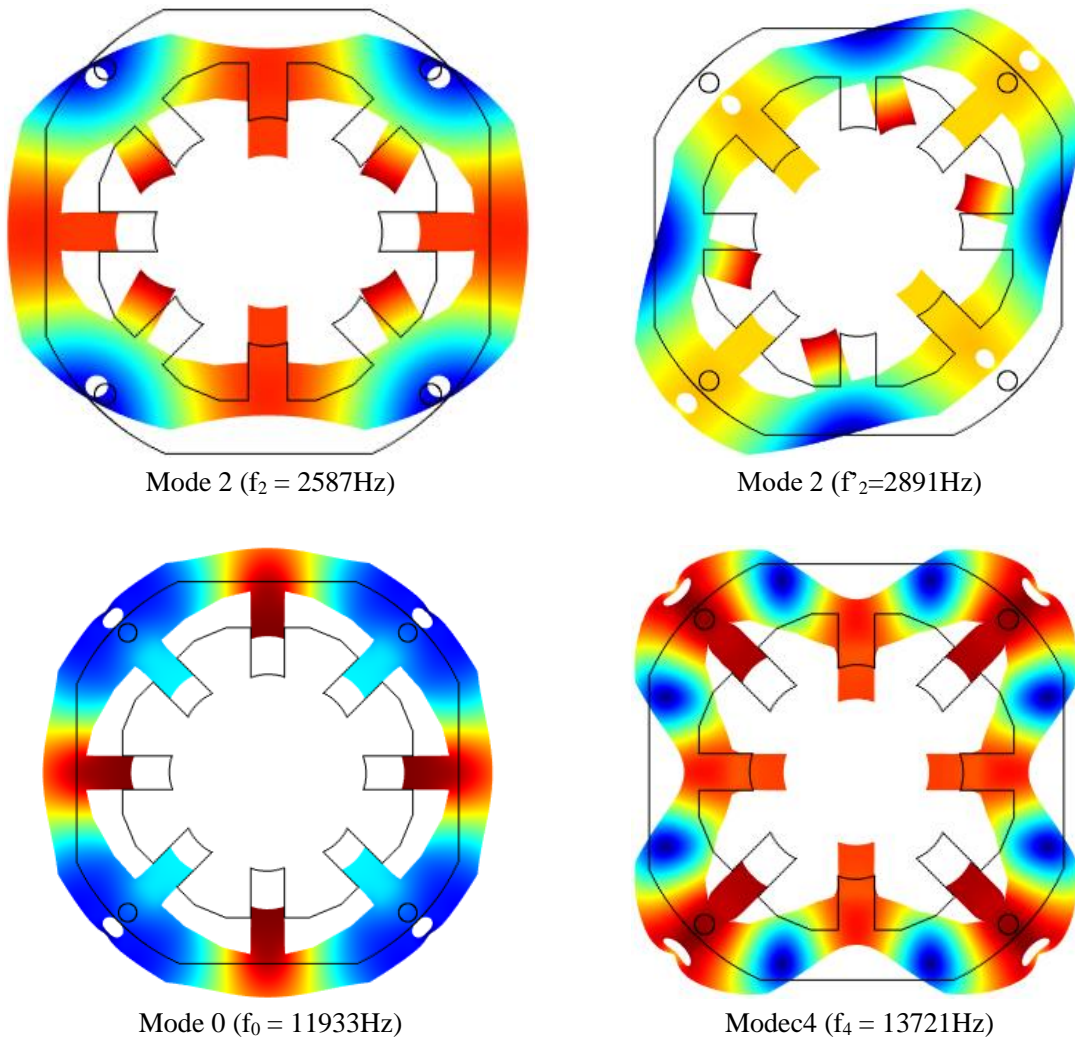 Mode 2 (f₂ = 2587Hz)
Mode 2 (f’₂=2891Hz)
Mode 0 (f₀ = 11933Hz)
Modec4 (f₄ = 13721Hz)